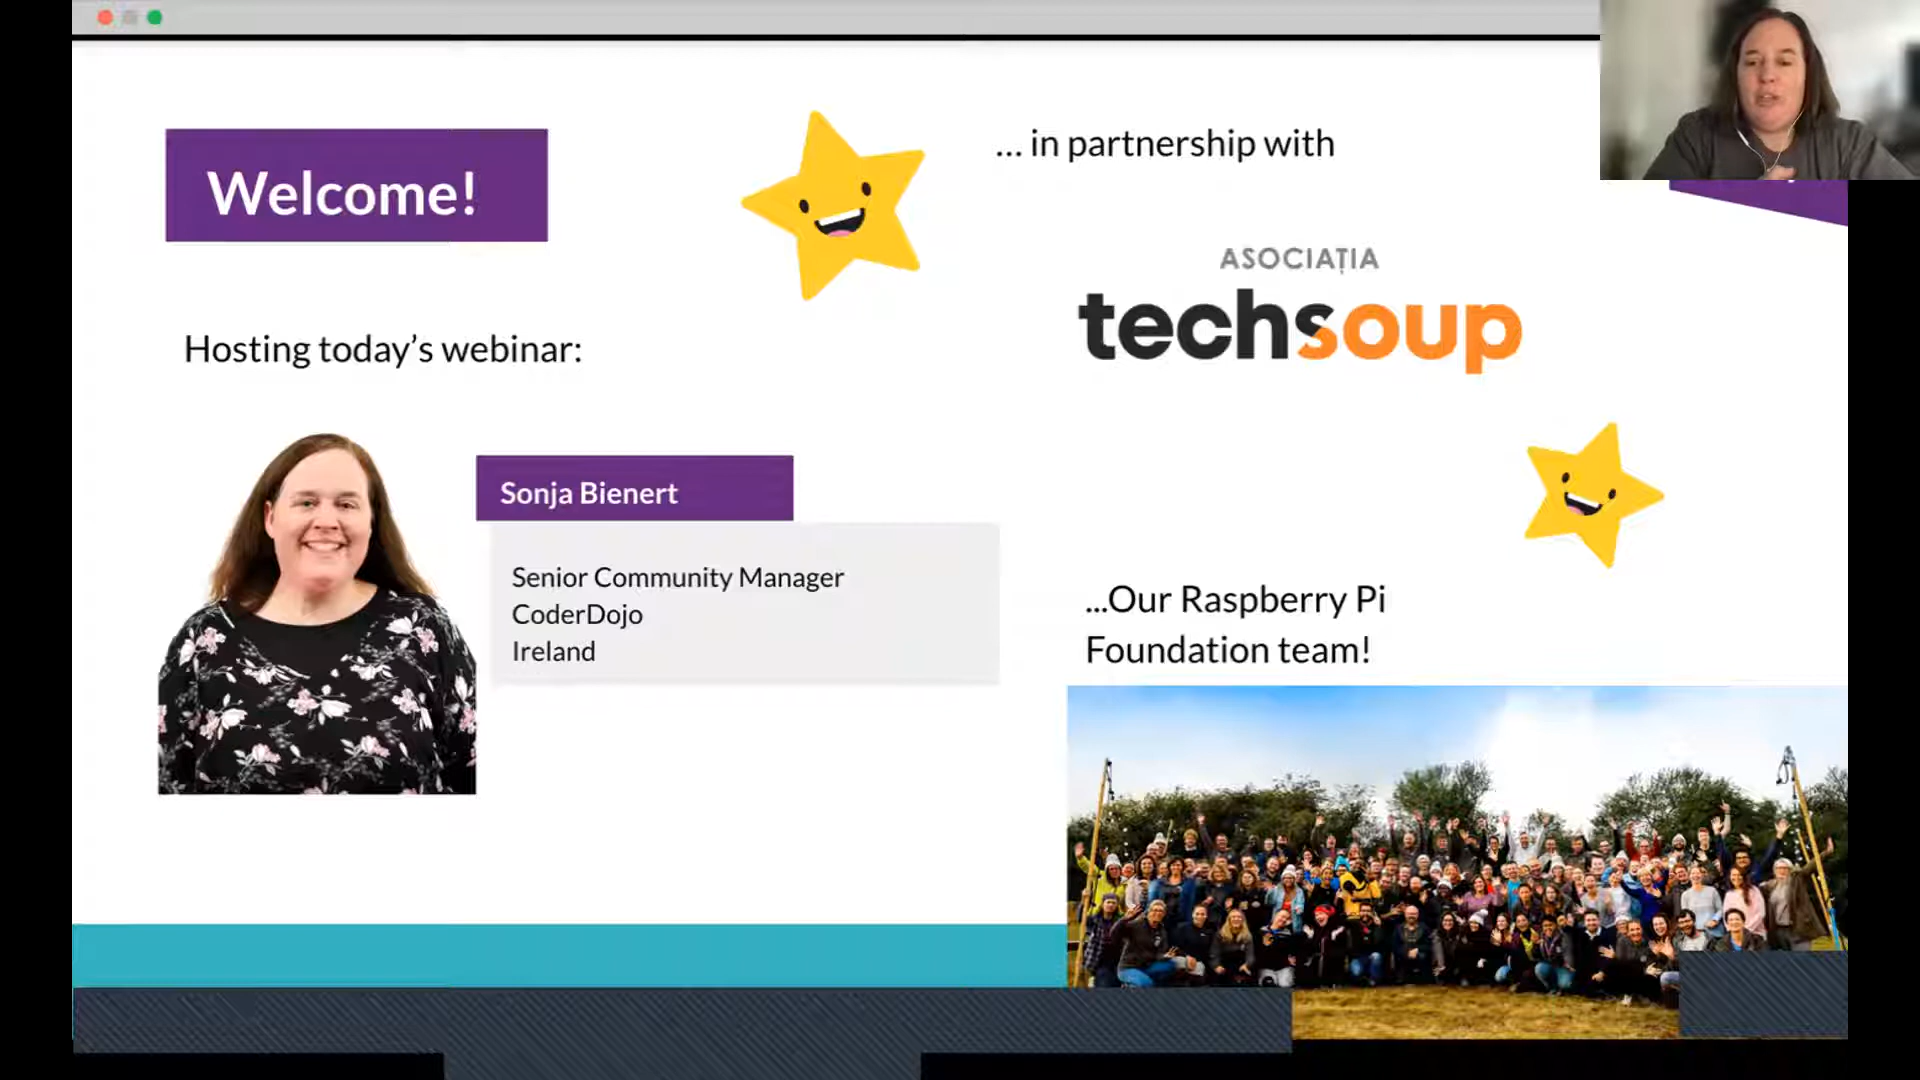 Welcome!
… in partnership with
ASOCIAȚIA
techsoup
Hosting today’s webinar:
Sonja Bienert
Senior Community Manager
CoderDojo
Ireland
...Our Raspberry Pi
Foundation team!